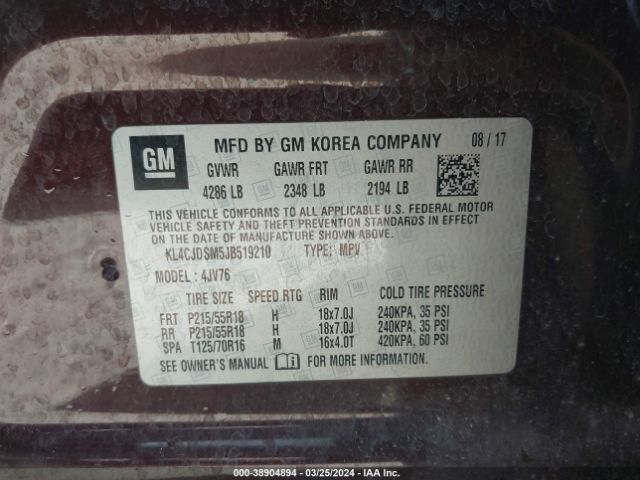 GM MFD BY GM KOREA COMPANY 08 / 17
GVWR GAWR FRT GAWR RR
4286 LB 2348 LB 2194 LB
THIS VEHICLE CONFORMS TO ALL APPLICABLE U.S. FEDERAL MOTOR
VEHICLE SAFETY AND THEFT PREVENTION STANDARDS IN EFFECT
ON THE DATE OF MANUFACTURE SHOWN ABOVE.
KL4CJDSM5JB519210 TYPE: MPV
MODEL : 4JV76
TIRE SIZE SPEED RTG RIM COLD TIRE PRESSURE
FRT P215/55R18 H 18x7.0J 240KPA, 35 PSI
RR P215/55R18 H 18x7.0J 240KPA, 35 PSI
SPA T125/70R16 M 16x4.0T 420KPA, 60 PSI
SEE OWNER'S MANUAL FOR MORE INFORMATION
000-38904894 - 03/25/2024 - IAA Inc.